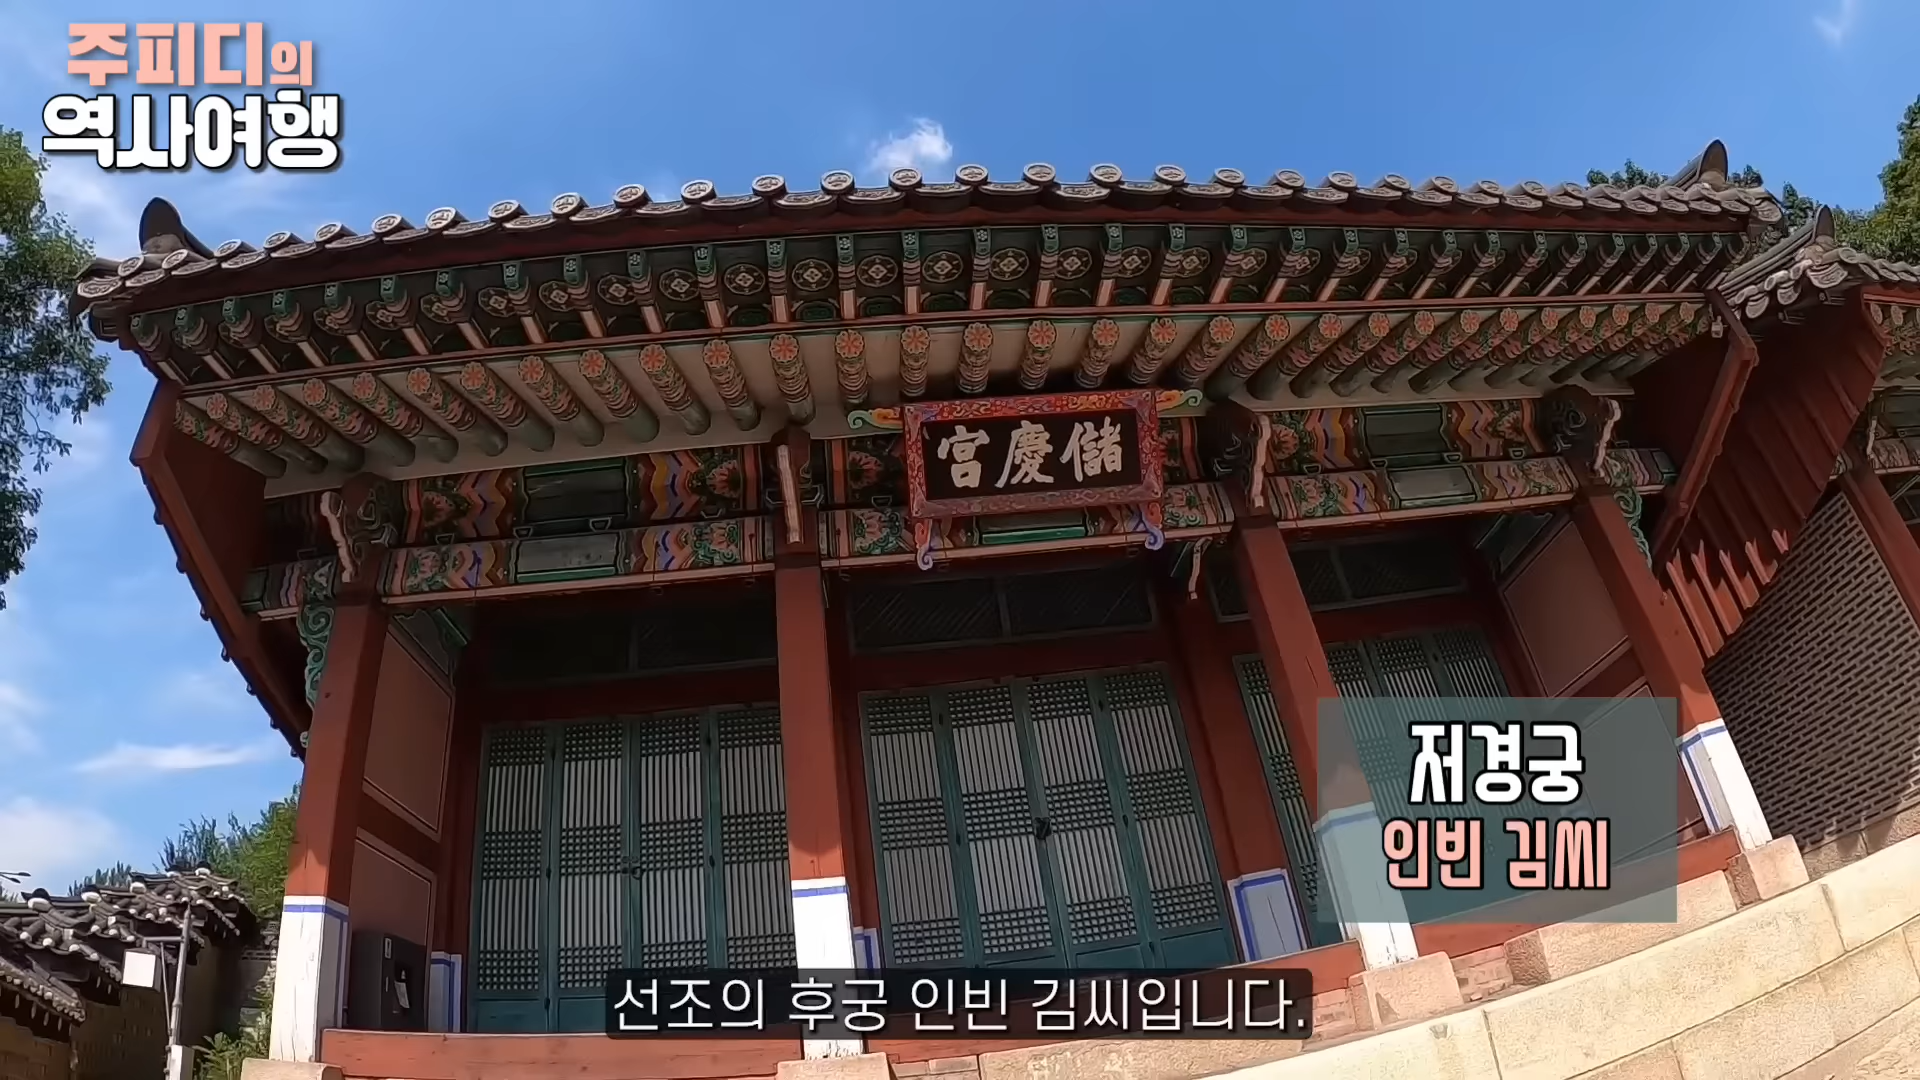 주피디의
역사여행
宮慶儲
저경궁
인빈 김씨
선조의 후궁 인빈 김씨입니다.